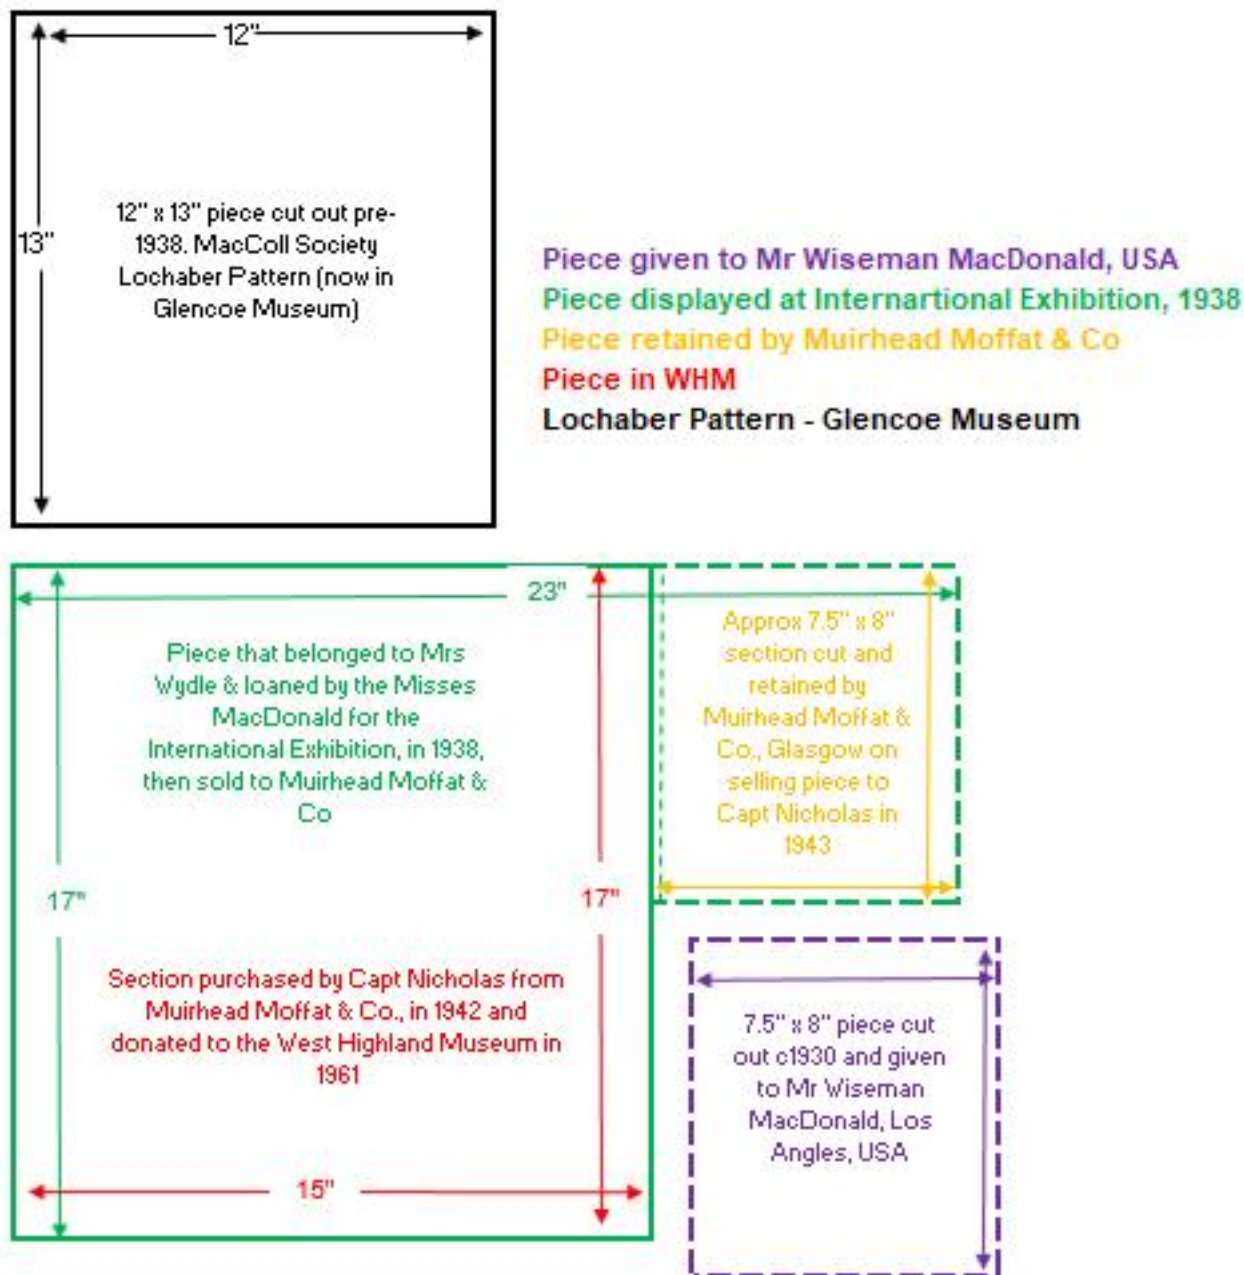 12"
13"
12" x 13" piece cut out pre-
1938. MacColl Society
Lochaber Pattern (now in
Glencoe Museum)
Piece given to Mr Wiseman MacDonald, USA
Piece displayed at Internartional Exhibition, 1938
Piece retained by Muirhead Moffat & Co
Piece in WHM
Lochaber Pattern - Glencoe Museum
23"
Piece that belonged to Mrs
Wydle & loaned by the Misses
MacDonald for the
International Exhibition, in 1938,
then sold to Muirhead Moffat &
Co
17"
17"
Section purchased by Capt Nicholas from
Muirhead Moffat & Co., in 1942 and
donated to the West Highland Museum in
1961
15"
Approx 7.5" x 8"
section cut and
retained by
Muirhead Moffat &
Co., Glasgow on
selling piece to
Capt Nicholas in
1943
7.5" x 8" piece cut
out c1930 and given
to Mr Wiseman
MacDonald, Los
Angles, USA